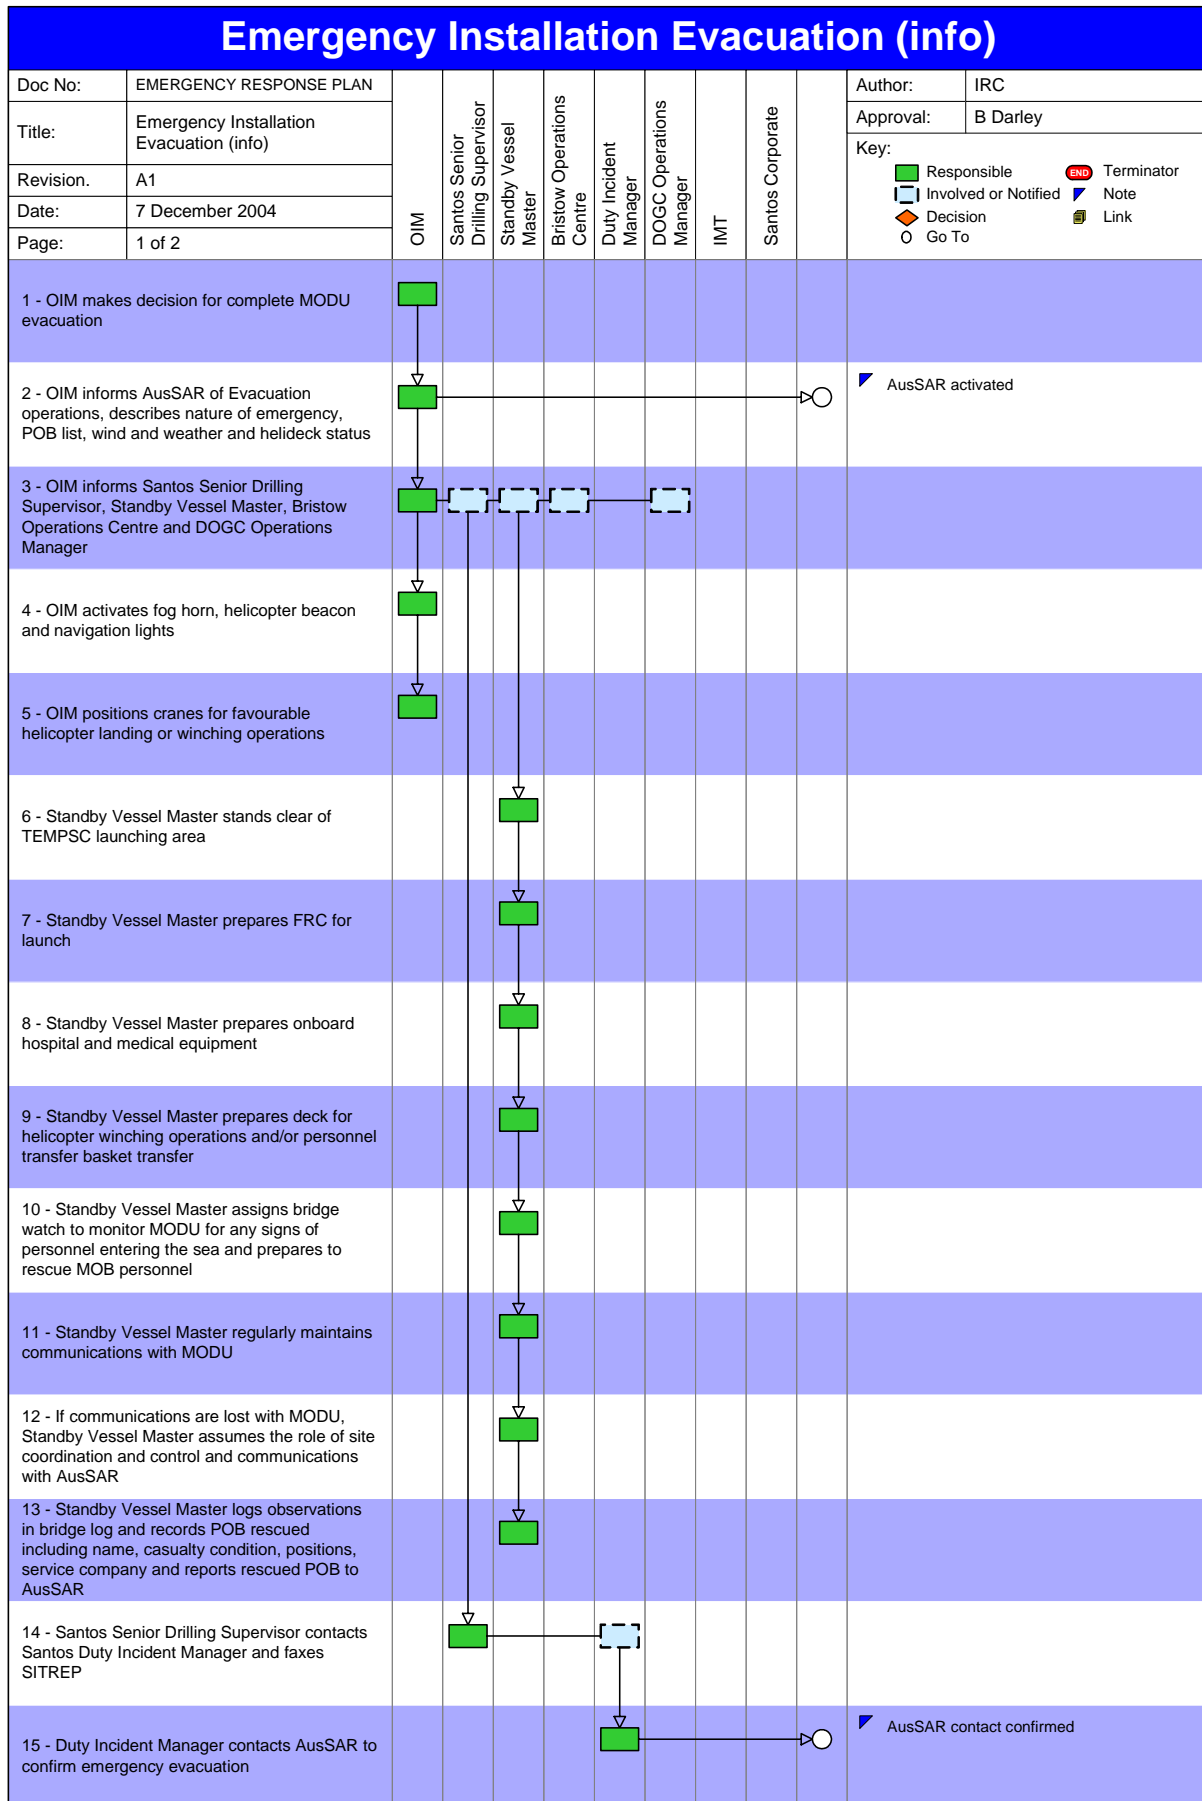 Emergency Installation Evacuation (info)
Doc No:
EMERGENCY RESPONSE PLAN
Title:
Emergency Installation
Evacuation (info)
Revision.
A1
Date:
7 December 2004
Page:
1 of 2
OIM
Santos Senior
Drilling Supervisor
Standby Vessel
Master
Bristow Operations
Centre
Duty Incident
Manager
DOGC Operations
Manager
IMT
Santos Corporate
Author:
IRC
Approval:
B Darley
Key:
Responsible
END
Terminator
Involved or Notified
Note
Decision
Link
Go To
1 - OIM makes decision for complete MODU
evacuation
2 - OIM informs AusSAR of Evacuation
operations, describes nature of emergency,
POB list, wind and weather and helideck status
AusSAR activated
3 - OIM informs Santos Senior Drilling
Supervisor, Standby Vessel Master, Bristow
Operations Centre and DOGC Operations
Manager
4 - OIM activates fog horn, helicopter beacon
and navigation lights
5 - OIM positions cranes for favourable
helicopter landing or winching operations
6 - Standby Vessel Master stands clear of
TEMPSC launching area
7 - Standby Vessel Master prepares FRC for
launch
8 - Standby Vessel Master prepares onboard
hospital and medical equipment
9 - Standby Vessel Master prepares deck for
helicopter winching operations and/or personnel
transfer basket transfer
10 - Standby Vessel Master assigns bridge
watch to monitor MODU for any signs of
personnel entering the sea and prepares to
rescue MOB personnel
11 - Standby Vessel Master regularly maintains
communications with MODU
12 - If communications are lost with MODU,
Standby Vessel Master assumes the role of site
coordination and control and communications
with AusSAR
13 - Standby Vessel Master logs observations
in bridge log and records POB rescued
including name, casualty condition, positions,
service company and reports rescued POB to
AusSAR
14 - Santos Senior Drilling Supervisor contacts
Santos Duty Incident Manager and faxes
SITREP
15 - Duty Incident Manager contacts AusSAR to
confirm emergency evacuation
AusSAR contact confirmed